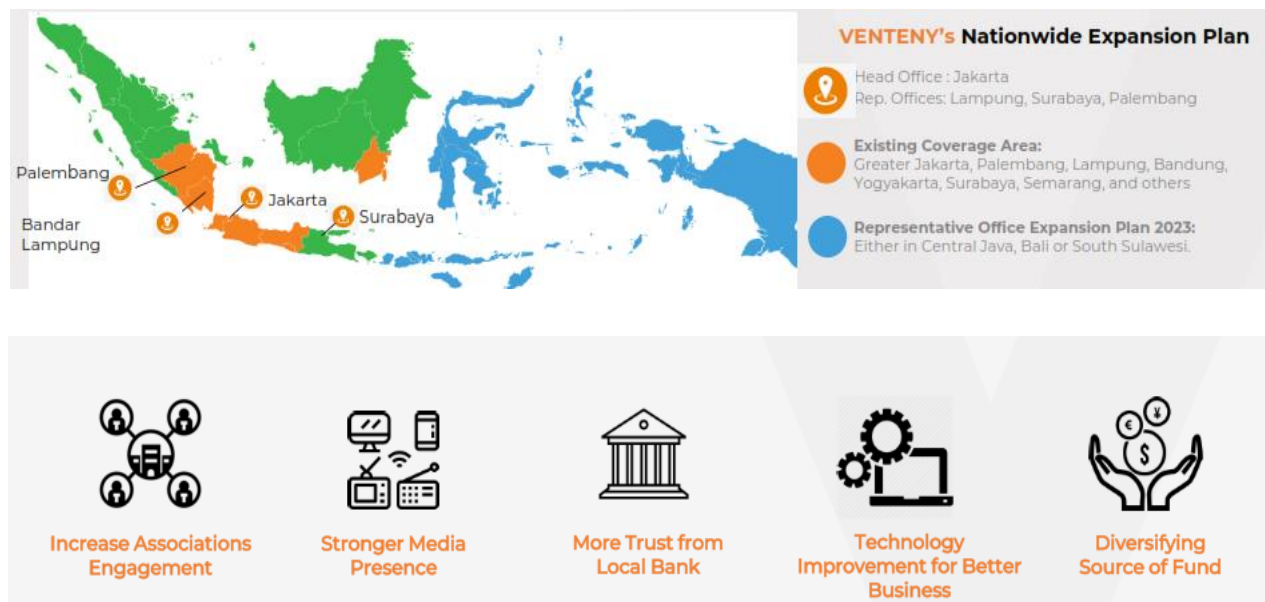 VENTENY's Nationwide Expansion Plan
Head Office : Jakarta
Rep. Offices: Lampung, Surabaya, Palembang
Existing Coverage Area:
Greater Jakarta, Palembang, Lampung, Bandung,
Yogyakarta, Surabaya, Semarang, and others
Representative Office Expansion Plan 2023:
Either in Central Java, Bali or South Sulawesi.
Palembang
Bandar
Lampung
Jakarta
Surabaya
Increase Associations
Engagement
Stronger Media
Presence
More Trust from
Local Bank
Technology
Improvement for Better
Business
€
¥
$
Diversifying
Source of Fund